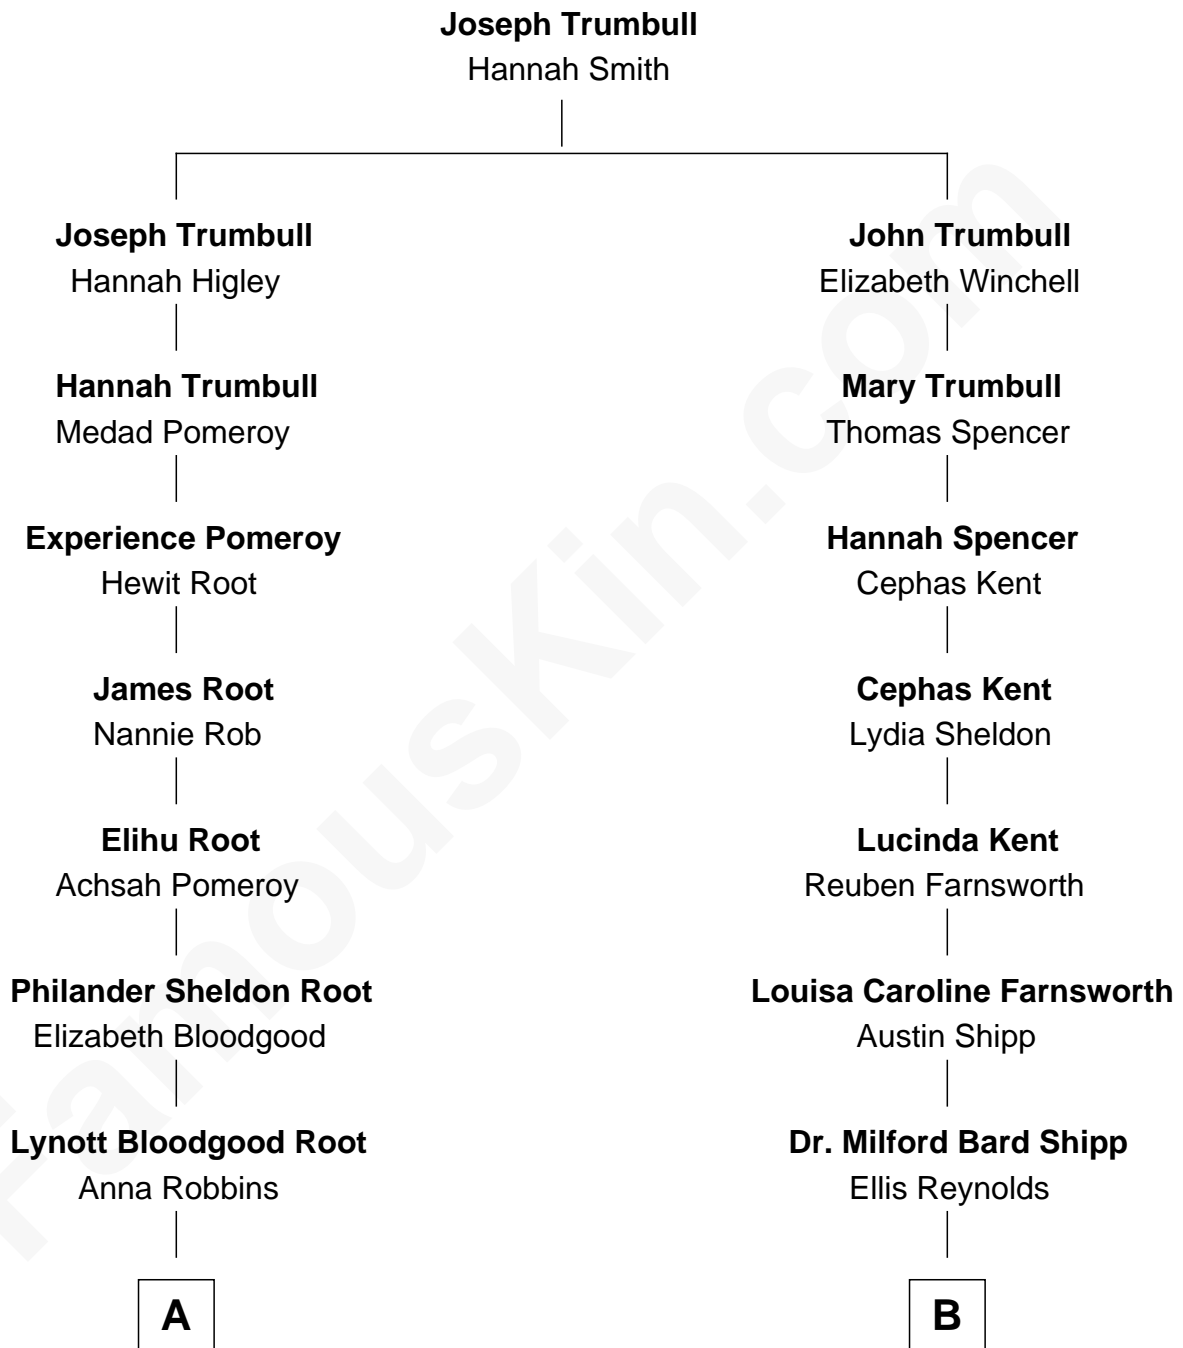 Joseph Trumbull
Hannah Smith
Joseph Trumbull
Hannah Higley
John Trumbull
Elizabeth Winchell
Hannah Trumbull
Medad Pomeroy
Mary Trumbull
Thomas Spencer
Experience Pomeroy
Hewit Root
Hannah Spencer
Cephas Kent
James Root
Nannie Rob
Cephas Kent
Lydia Sheldon
Elihu Root
Achsah Pomeroy
Lucinda Kent
Reuben Farnsworth
Philander Sheldon Root
Elizabeth Bloodgood
Louisa Caroline Farnsworth
Austin Shipp
Lynott Bloodgood Root
Anna Robbins
Dr. Milford Bard Shipp
Ellis Reynolds
A
B
FamousKin.com